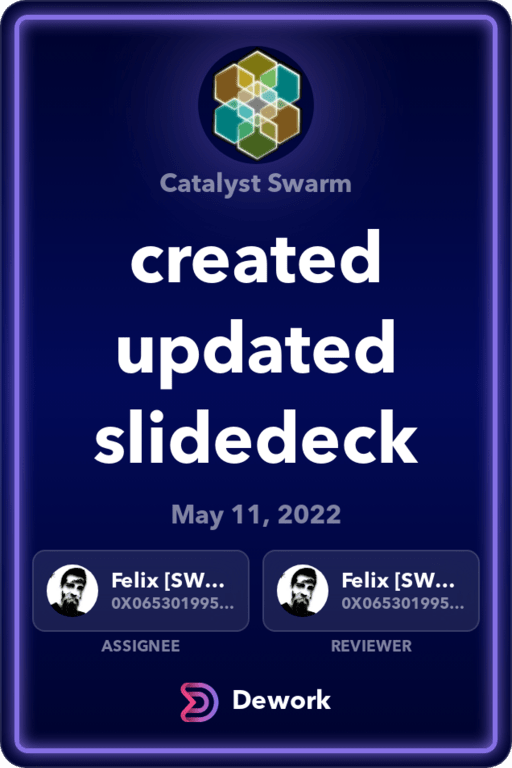 Catalyst Swarm
created
updated
slidedeck
May 11, 2022
Felix [SW...
0X065301995...
ASSIGNEE
Felix [SW...
0X065301995...
REVIEWER
Dework